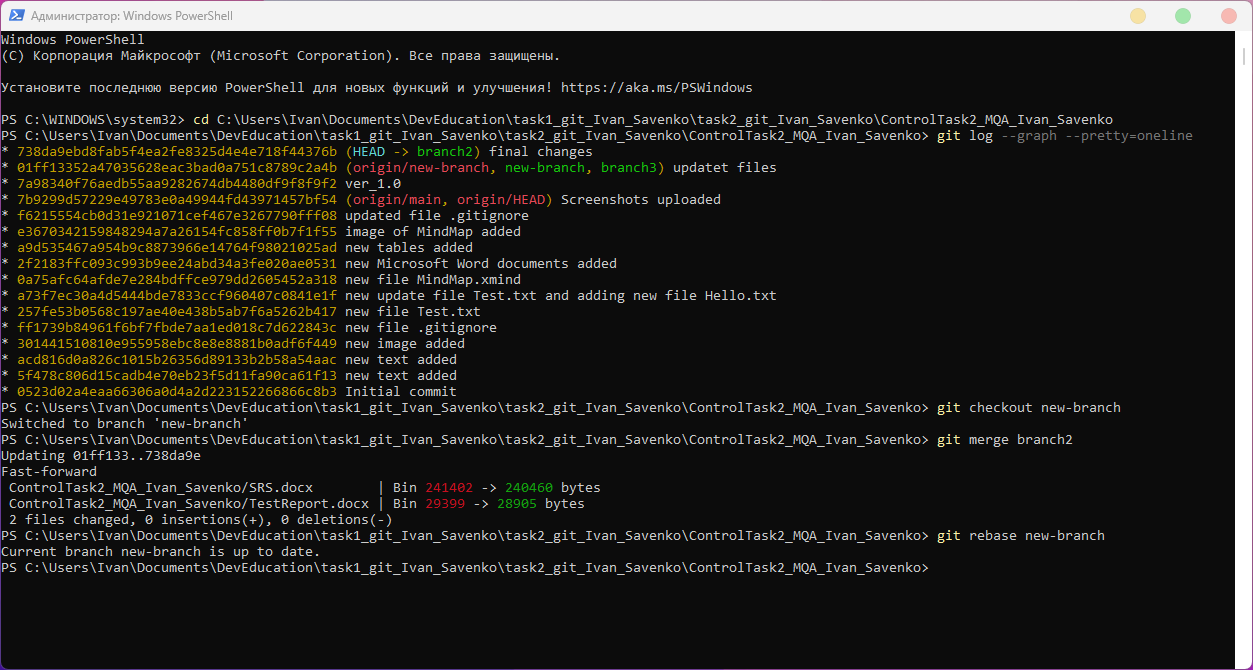 Администратор: Windows PowerShell
Windows PowerShell
(C) Корпорация Майкрософт (Microsoft Corporation). Все права защищены.
Установите последнюю версию PowerShell для новых функций и улучшения! https://aka.ms/PSWindows
PS C:\WINDOWS\system32> cd C:\Users\Ivan\Documents\DevEducation\task1_git_Ivan_Savenko\task2_git_Ivan_Savenko\ControlTask2_MQA_Ivan_Savenko
PS C:\Users\Ivan\Documents\DevEducation\task1_git_Ivan_Savenko\task2_git_Ivan_Savenko\ControlTask2_MQA_Ivan_Savenko> git log --graph --pretty=oneline
* 738da9ebd8fab5f4ea2fe8325d4e4e718f44376b (HEAD -> branch2) final changes
* 01ff13352a47035628eac3bad0a751c8789c2a4b (origin/new-branch, new-branch, branch3) updatet files
* 7a98340f76aedb55aa9282674db4480df9f8f9f2 ver_1.0
* 7b9299d57229e49783e0a49944fd43971457bf54 (origin/main, origin/HEAD) Screenshots uploaded
* f6215554cb0d31e921071cef467e3267790fff08 updated file .gitignore
* e3670342159848294a7a26154fc858ff0b7f1f55 image of MindMap added
* a9d535467a954b9c8873966e14764f98021025ad new tables added
* 2f2183ffc093c993b9ee24abd34a3fe020ae0531 new Microsoft Word documents added
* 0a75afc64afde7e284bdffce979dd2605452a318 new file MindMap.xmind
* a73f7ec30a4d5444bde7833ccf960407c0841e1f new update file Test.txt and adding new file Hello.txt
* 257fe53b0568c197ae40e438b5ab7f6a5262b417 new file Test.txt
* ff1739b84961f6bf7fbde7aa1ed018c7d622843c new file .gitignore
* 301441510810e955958ebc8e8e8881b0adf6f449 new image added
* acd816d0a826c1015b26356d89133b2b58a54aac new text added
* 5f478c806d15cadb4e70eb23f5d11fa90ca61f13 new text added
* 0523d02a4eaa66306a0d4a2d223152266866c8b3 Initial commit
PS C:\Users\Ivan\Documents\DevEducation\task1_git_Ivan_Savenko\task2_git_Ivan_Savenko\ControlTask2_MQA_Ivan_Savenko> git checkout new-branch
Switched to branch 'new-branch'
PS C:\Users\Ivan\Documents\DevEducation\task1_git_Ivan_Savenko\task2_git_Ivan_Savenko\ControlTask2_MQA_Ivan_Savenko> git merge branch2
Updating 01ff133..738da9e
Fast-forward
 ControlTask2_MQA_Ivan_Savenko/SRS.docx        | Bin 241402 -> 240460 bytes
 ControlTask2_MQA_Ivan_Savenko/TestReport.docx | Bin 29399 -> 28905 bytes
 2 files changed, 0 insertions(+), 0 deletions(-)
PS C:\Users\Ivan\Documents\DevEducation\task1_git_Ivan_Savenko\task2_git_Ivan_Savenko\ControlTask2_MQA_Ivan_Savenko> git rebase new-branch
Current branch new-branch is up to date.
PS C:\Users\Ivan\Documents\DevEducation\task1_git_Ivan_Savenko\task2_git_Ivan_Savenko\ControlTask2_MQA_Ivan_Savenko>